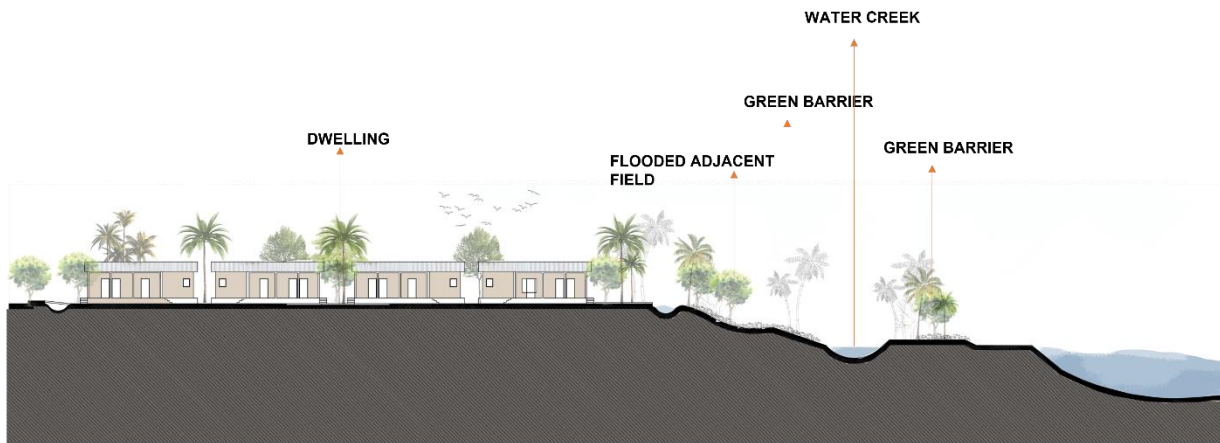 WATER CREEK
GREEN BARRIER
DWELLING
GREEN BARRIER
FLOODED ADJACENT
FIELD